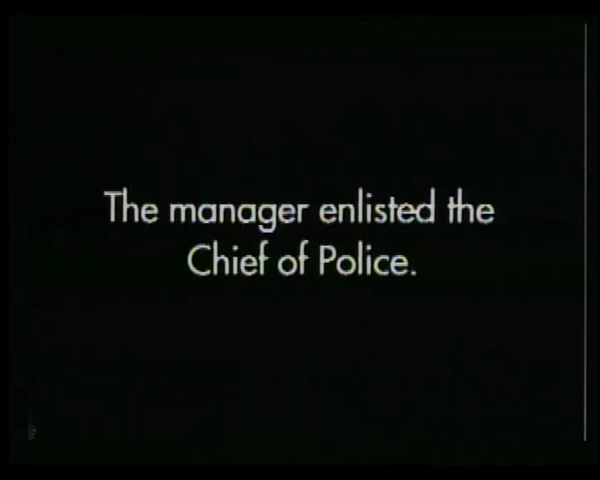 The manager enlisted the
Chief of Police.